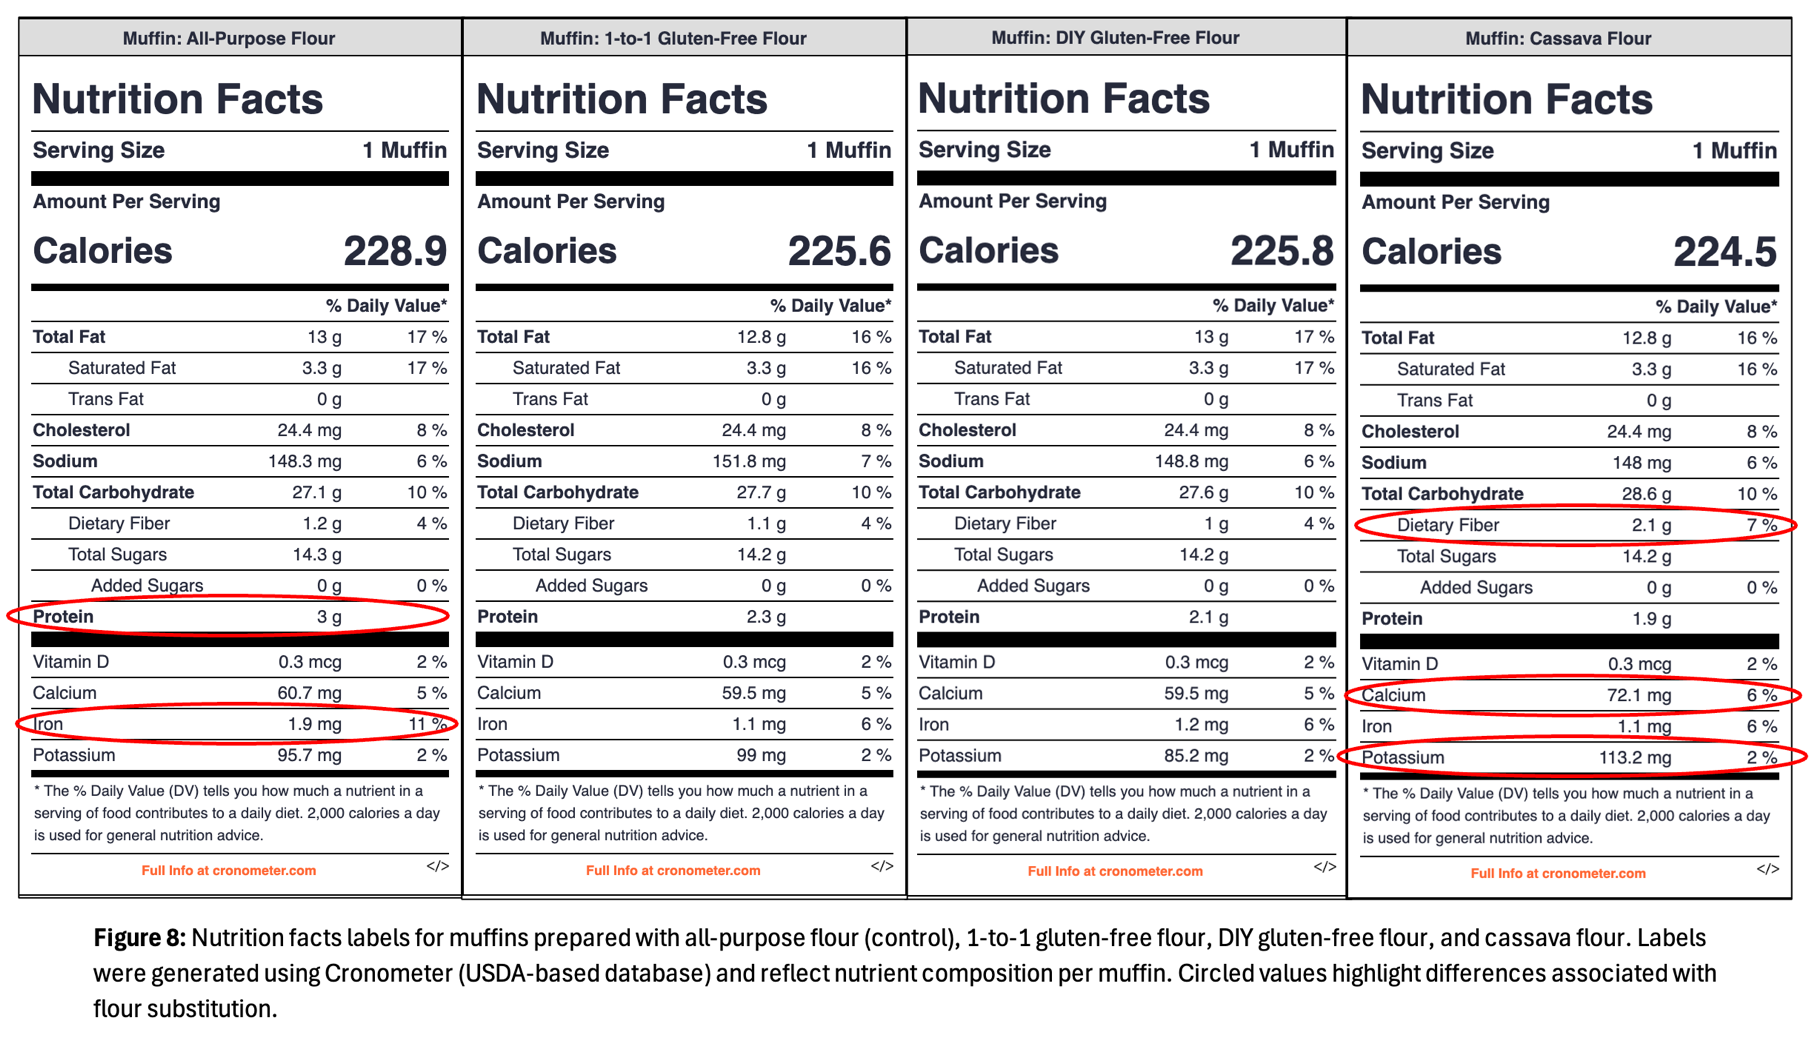 Muffin: All-Purpose Flour
Nutrition Facts
Serving Size 1 Muffin
Amount Per Serving
Calories 228.9
% Daily Value*
Total Fat 13 g 17 %
Saturated Fat 3.3 g 17 %
Trans Fat 0 g
Cholesterol 24.4 mg 8 %
Sodium 148.3 mg 6 %
Total Carbohydrate 27.1 g 10 %
Dietary Fiber 1.2 g 4 %
Total Sugars 14.3 g
Added Sugars 0 g 0 %
Protein 3 g
Vitamin D 0.3 mcg 2 %
Calcium 60.7 mg 5 %
Iron 1.9 mg 11 %
Potassium 95.7 mg 2 %
* The % Daily Value (DV) tells you how much a nutrient in a
serving of food contributes to a daily diet. 2,000 calories a day
is used for general nutrition advice.
Full Info at cronometer.com </>
Muffin: 1-to-1 Gluten-Free Flour
Nutrition Facts
Serving Size 1 Muffin
Amount Per Serving
Calories 225.6
% Daily Value*
Total Fat 12.8 g 16 %
Saturated Fat 3.3 g 16 %
Trans Fat 0 g
Cholesterol 24.4 mg 8 %
Sodium 151.8 mg 7 %
Total Carbohydrate 27.7 g 10 %
Dietary Fiber 1.1 g 4 %
Total Sugars 14.2 g
Added Sugars 0 g 0 %
Protein 2.3 g
Vitamin D 0.3 mcg 2 %
Calcium 59.5 mg 5 %
Iron 1.1 mg 6 %
Potassium 99 mg 2 %
* The % Daily Value (DV) tells you how much a nutrient in a
serving of food contributes to a daily diet. 2,000 calories a day
is used for general nutrition advice.
Full Info at cronometer.com </>
Muffin: DIY Gluten-Free Flour
Nutrition Facts
Serving Size 1 Muffin
Amount Per Serving
Calories 225.8
% Daily Value*
Total Fat 13 g 17 %
Saturated Fat 3.3 g 17 %
Trans Fat 0 g
Cholesterol 24.4 mg 8 %
Sodium 148.8 mg 6 %
Total Carbohydrate 27.6 g 10 %
Dietary Fiber 1 g 4 %
Total Sugars 14.2 g
Added Sugars 0 g 0 %
Protein 2.1 g
Vitamin D 0.3 mcg 2 %
Calcium 59.5 mg 5 %
Iron 1.2 mg 6 %
Potassium 85.2 mg 2 %
* The % Daily Value (DV) tells you how much a nutrient in a
serving of food contributes to a daily diet. 2,000 calories a day
is used for general nutrition advice.
Full Info at cronometer.com </>
Muffin: Cassava Flour
Nutrition Facts
Serving Size 1 Muffin
Amount Per Serving
Calories 224.5
% Daily Value*
Total Fat 12.8 g 16 %
Saturated Fat 3.3 g 16 %
Trans Fat 0 g
Cholesterol 24.4 mg 8 %
Sodium 148 mg 6 %
Total Carbohydrate 28.6 g 10 %
Dietary Fiber 2.1 g 7 %
Total Sugars 14.2 g
Added Sugars 0 g 0 %
Protein 1.9 g
Vitamin D 0.3 mcg 2 %
Calcium 72.1 mg 6 %
Iron 1.1 mg 6 %
Potassium 113.2 mg 2 %
* The % Daily Value (DV) tells you how much a nutrient in a
serving of food contributes to a daily diet. 2,000 calories a day
is used for general nutrition advice.
Full Info at cronometer.com </>
Figure 8: Nutrition facts labels for muffins prepared with all-purpose flour (control), 1-to-1 gluten-free flour, DIY gluten-free flour, and cassava flour. Labels
were generated using Cronometer (USDA-based database) and reflect nutrient composition per muffin. Circled values highlight differences associated with
flour substitution.